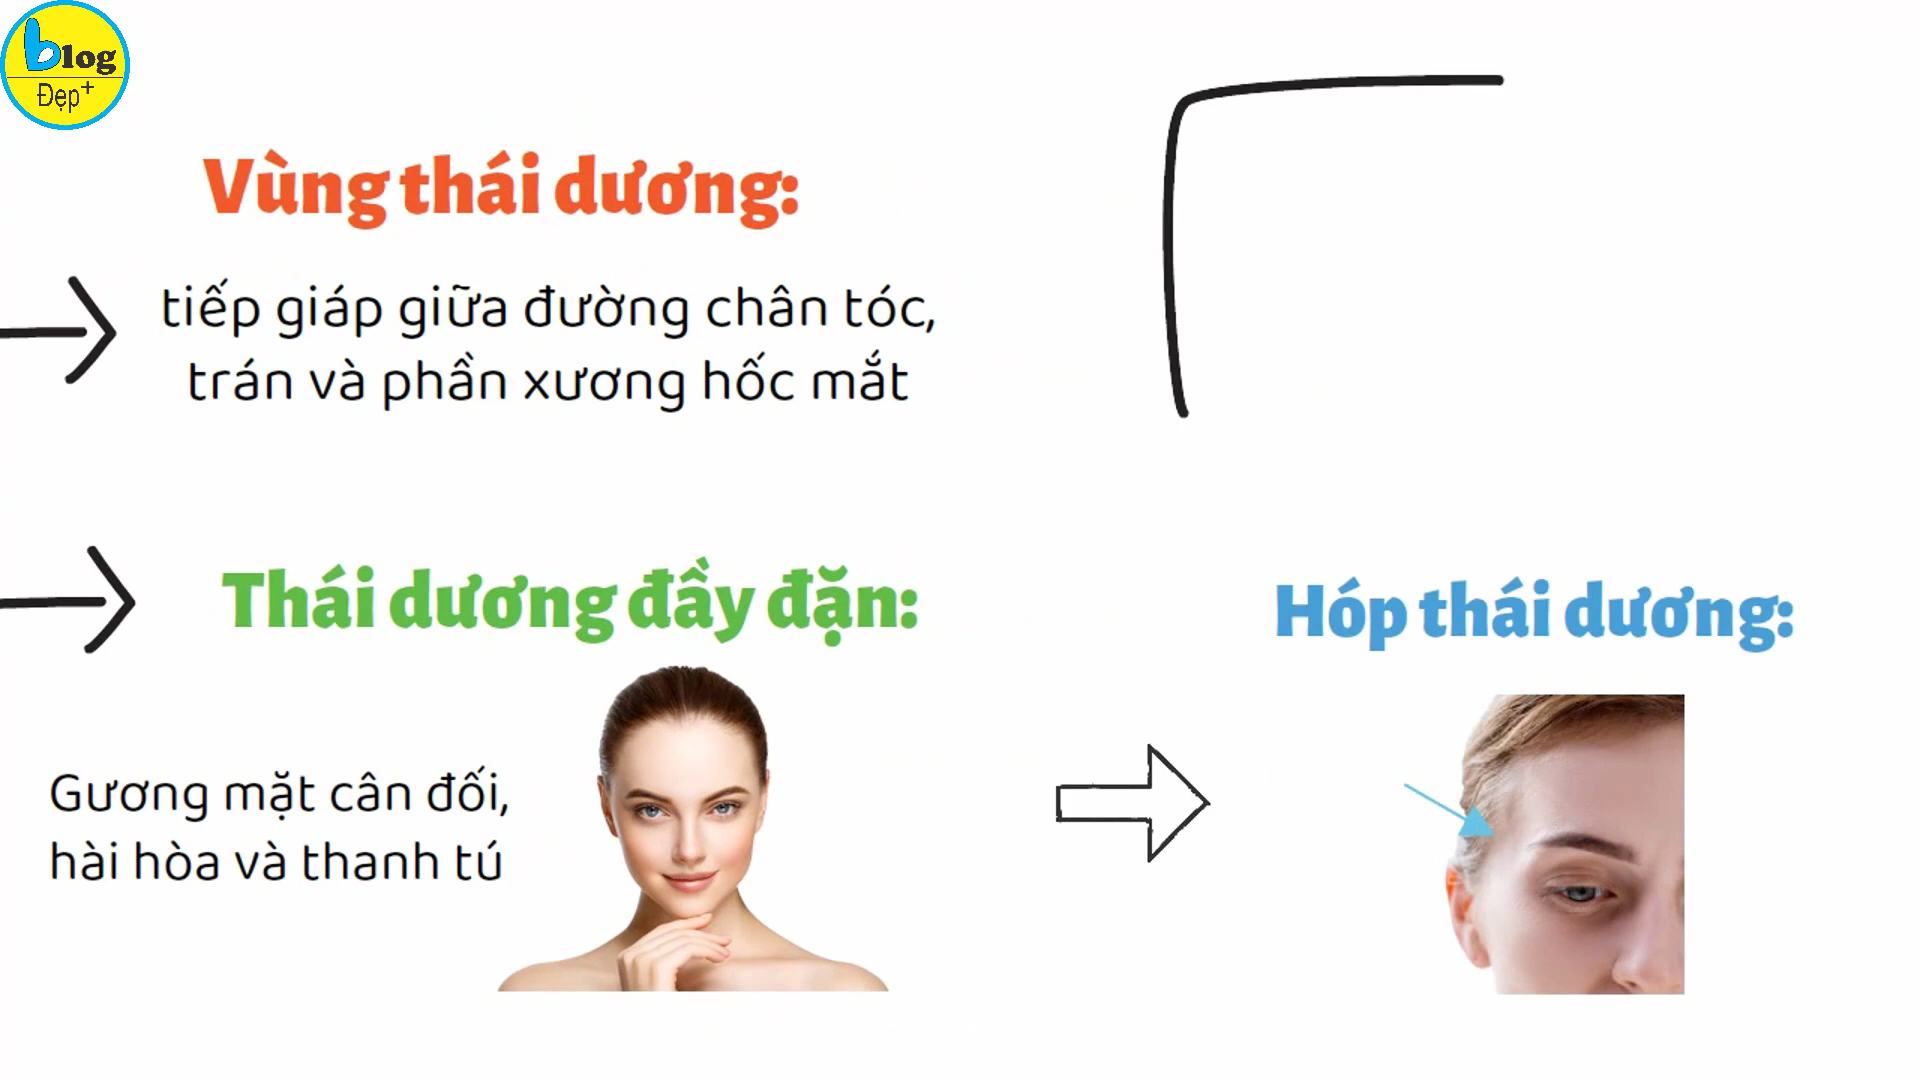 blog
Đẹp+
Vùng thái dương:
tiếp giáp giữa đường chân tóc,
trán và phần xương hốc mắt
Thái dương đầy đặn:
Gương mặt cân đối,
hài hòa và thanh tú
Hóp thái dương: